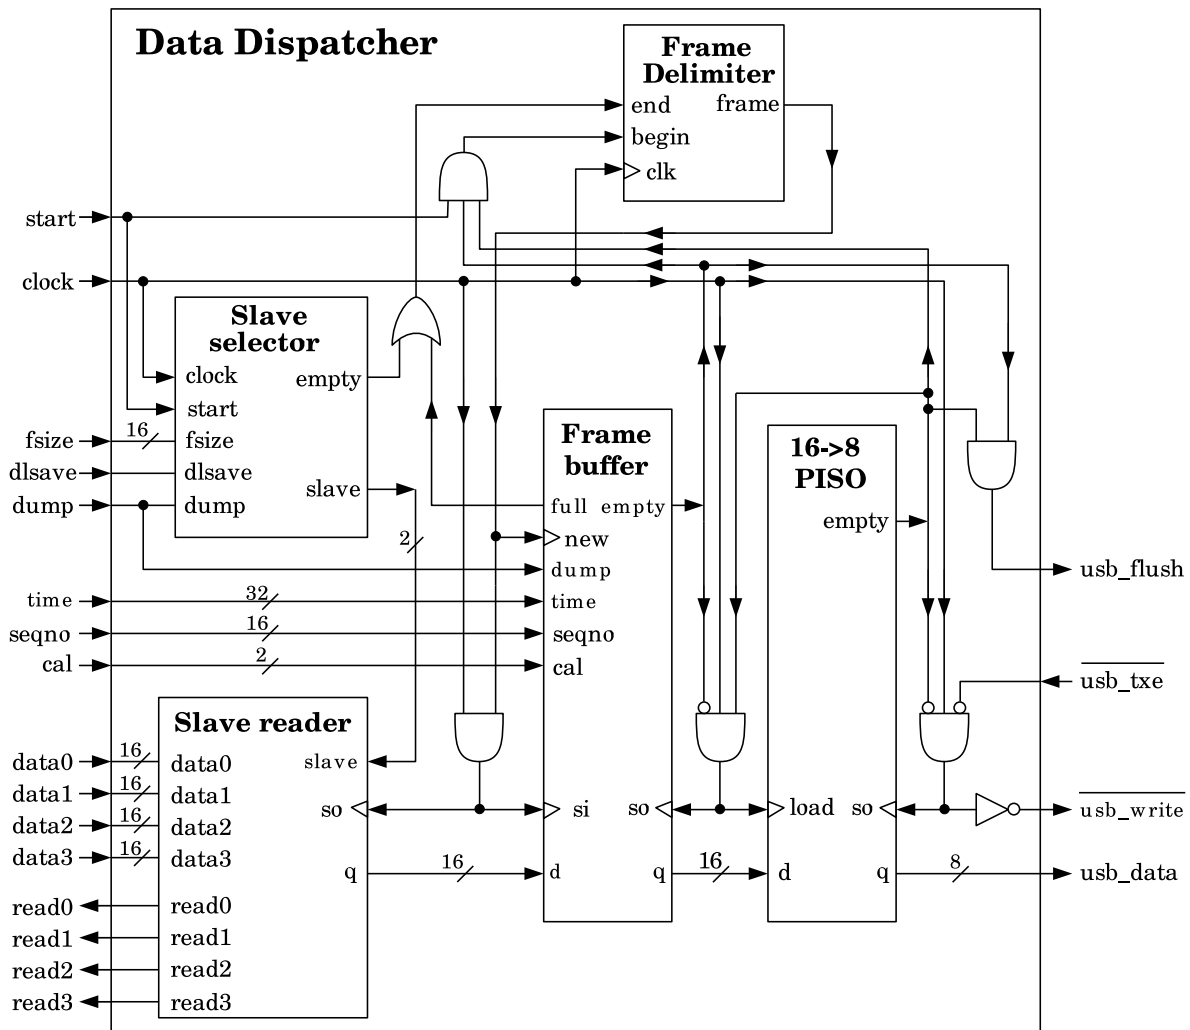 Data Dispatcher
Frame
Delimiter
end frame
begin
clk
start
clock
Slave
selector
clock empty
start
fsize 16 fsize
dlsave dlsave
dump dump
slave
2
Frame
buffer
full empty
new
dump
time
seqno
cal
16->8
PISO
empty
usb_flush
time 32
seqno 16
cal 2
usb_txe
Slave reader
data0 16 data0 slave
data1 16 data1
data2 16 data2
data3 16 data3
so
si so
load so
usb_write
q 16 d
q 16 d
q 8 usb_data
read0 read0
read1 read1
read2 read2
read3 read3